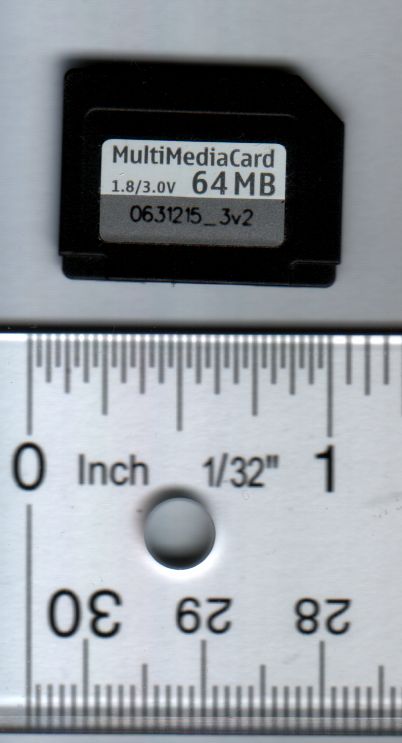 MultiMediaCard
1.8/3.0V 64 MB
0631215_3v2
0 Inch 1/32" 1
30 29 28